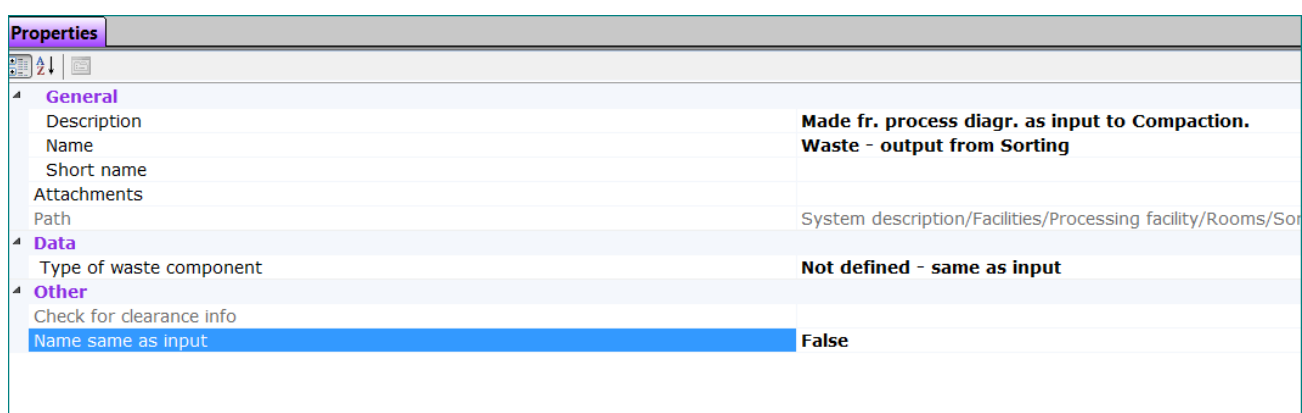 Properties
General
Description Made fr. process diagr. as input to Compaction.
Name Waste - output from Sorting
Short name
Attachments
Path System description/Facilities/Processing facility/Rooms/Sor
Data
Type of waste component Not defined - same as input
Other
Check for clearance info
Name same as input False